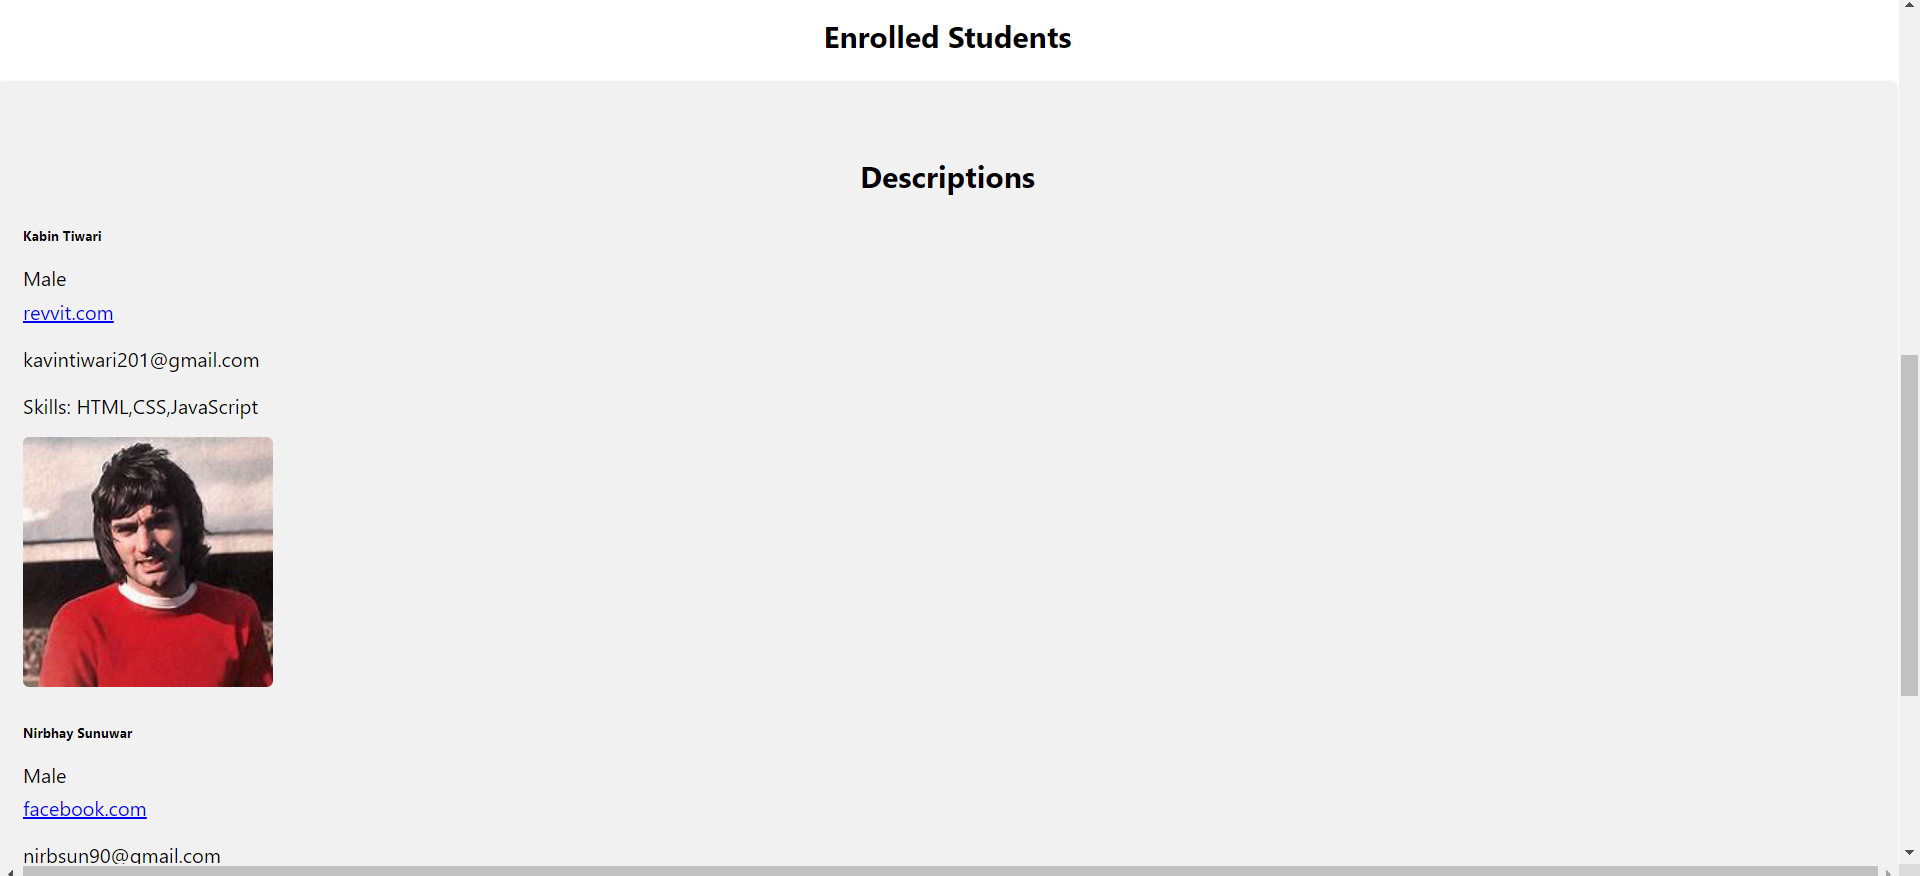 Enrolled Students
Descriptions
Kabin Tiwari
Male
revvit.com
kavintiwari201@gmail.com
Skills: HTML,CSS,JavaScript
Nirbhay Sunuwar
Male
facebook.com
nirbsun90@gmail.com